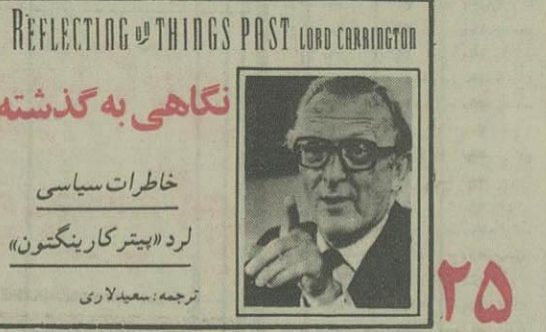 REFLECTING ON THINGS PAST LORD CARRINGTON
نگاهی به گذشته
خاطرات سیاسی
لرد «پیتر کارینگتون»
ترجمه: سعید لاری
۲۵